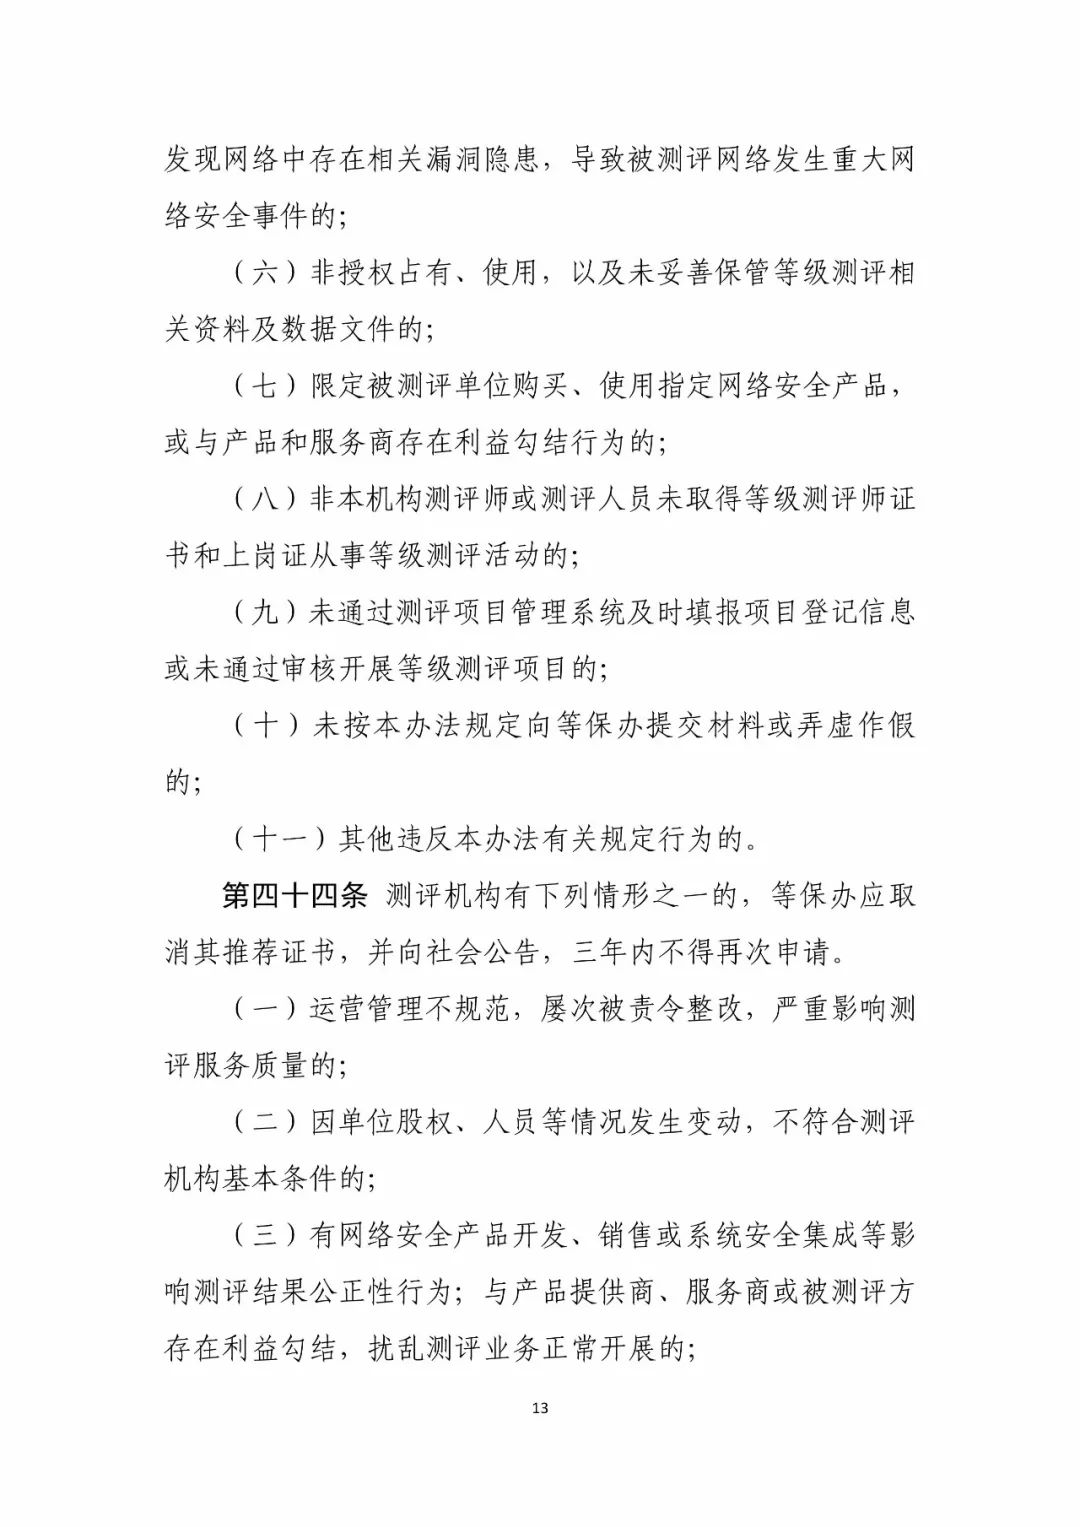 发现网络中存在相关漏洞隐患，导致被测评网络发生重大网
络安全事件的；
（六）非授权占有、使用，以及未妥善保管等级测评相
关资料及数据文件的；
（七）限定被测评单位购买、使用指定网络安全产品，
或与产品和服务商存在利益勾结行为的；
（八）非本机构测评师或测评人员未取得等级测评师证
书和上岗证从事等级测评活动的；
（九）未通过测评项目管理系统及时填报项目登记信息
或未通过审核开展等级测评项目的；
（十）未按本办法规定向等保办提交材料或弄虚作假
的；
（十一）其他违反本办法有关规定行为的。
第四十四条 测评机构有下列情形之一的，等保办应取
消其推荐证书，并向社会公告，三年内不得再次申请。
（一）运营管理不规范，屡次被责令整改，严重影响测
评服务质量的；
（二）因单位股权、人员等情况发生变动，不符合测评
机构基本条件的；
（三）有网络安全产品开发、销售或系统安全集成等影
响测评结果公正性行为；与产品提供商、服务商或被测评方
存在利益勾结，扰乱测评业务正常开展的；
13